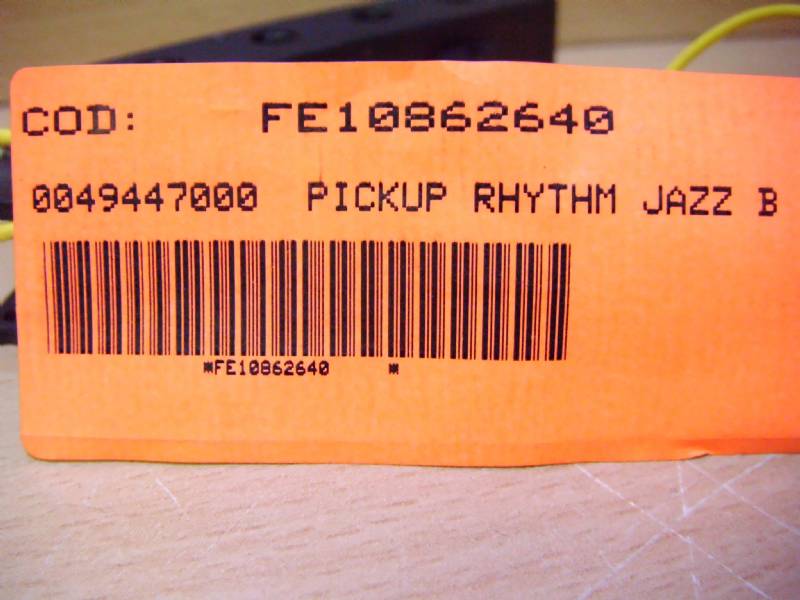 COD: FE10862640
0049447000 PICKUP RHYTHM JAZZ B
*FE10862640 *